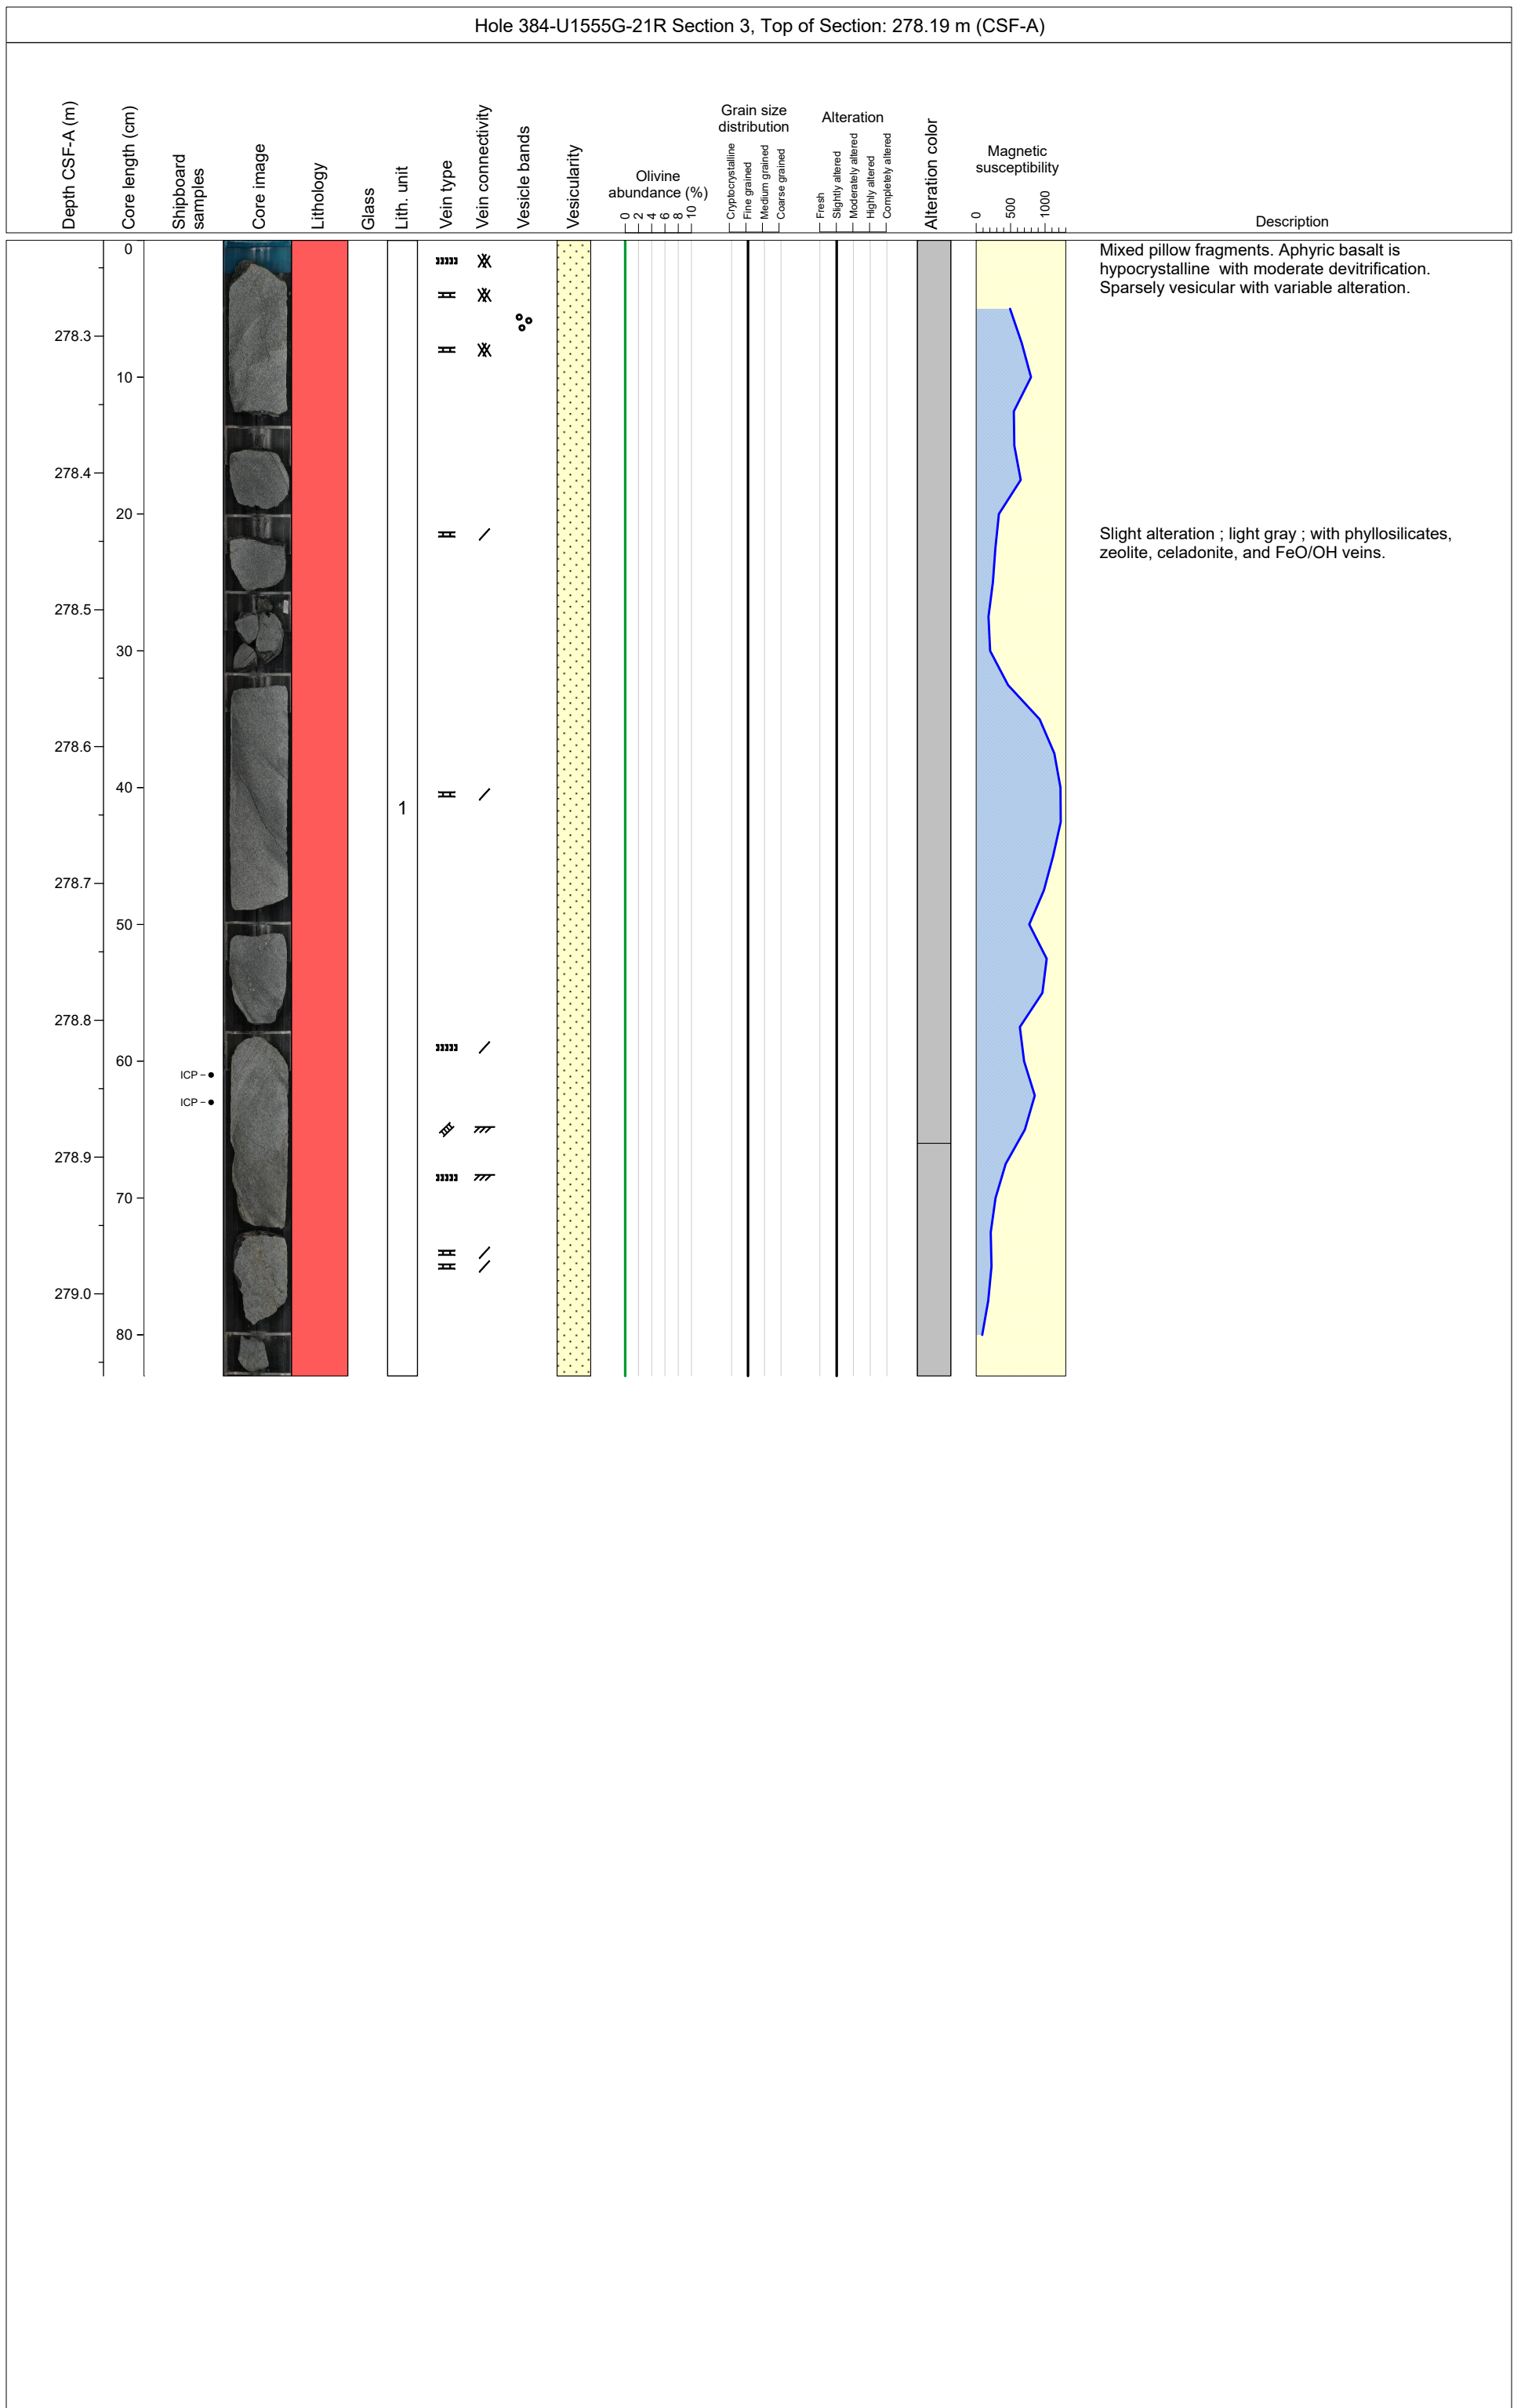 Hole 384-U1555G-21R Section 3, Top of Section: 278.19 m (CSF-A)
Depth CSF-A (m)
Core length (cm)
Shipboard
samples
Core image
Lithology
Glass
Lith. unit
Vein type
Vein connectivity
Vesicle bands
Vesicularity
Olivine
abundance (%)
0 2 4 6 8 10
Grain size
distribution
Cryptocrystalline
Fine grained
Medium grained
Coarse grained
Alteration
Fresh
Slightly altered
Moderately altered
Highly altered
Completely altered
Alteration color
Magnetic
susceptibility
0 500 1000
Description
0
Mixed pillow fragments. Aphyric basalt is
hypocrystalline with moderate devitrification.
Sparsely vesicular with variable alteration.
278.3
10
278.4
20
Slight alteration ; light gray ; with phyllosilicates,
zeolite, celadonite, and FeO/OH veins.
278.5
30
278.6
40
1
278.7
50
278.8
60
ICP
ICP
278.9
70
279.0
80